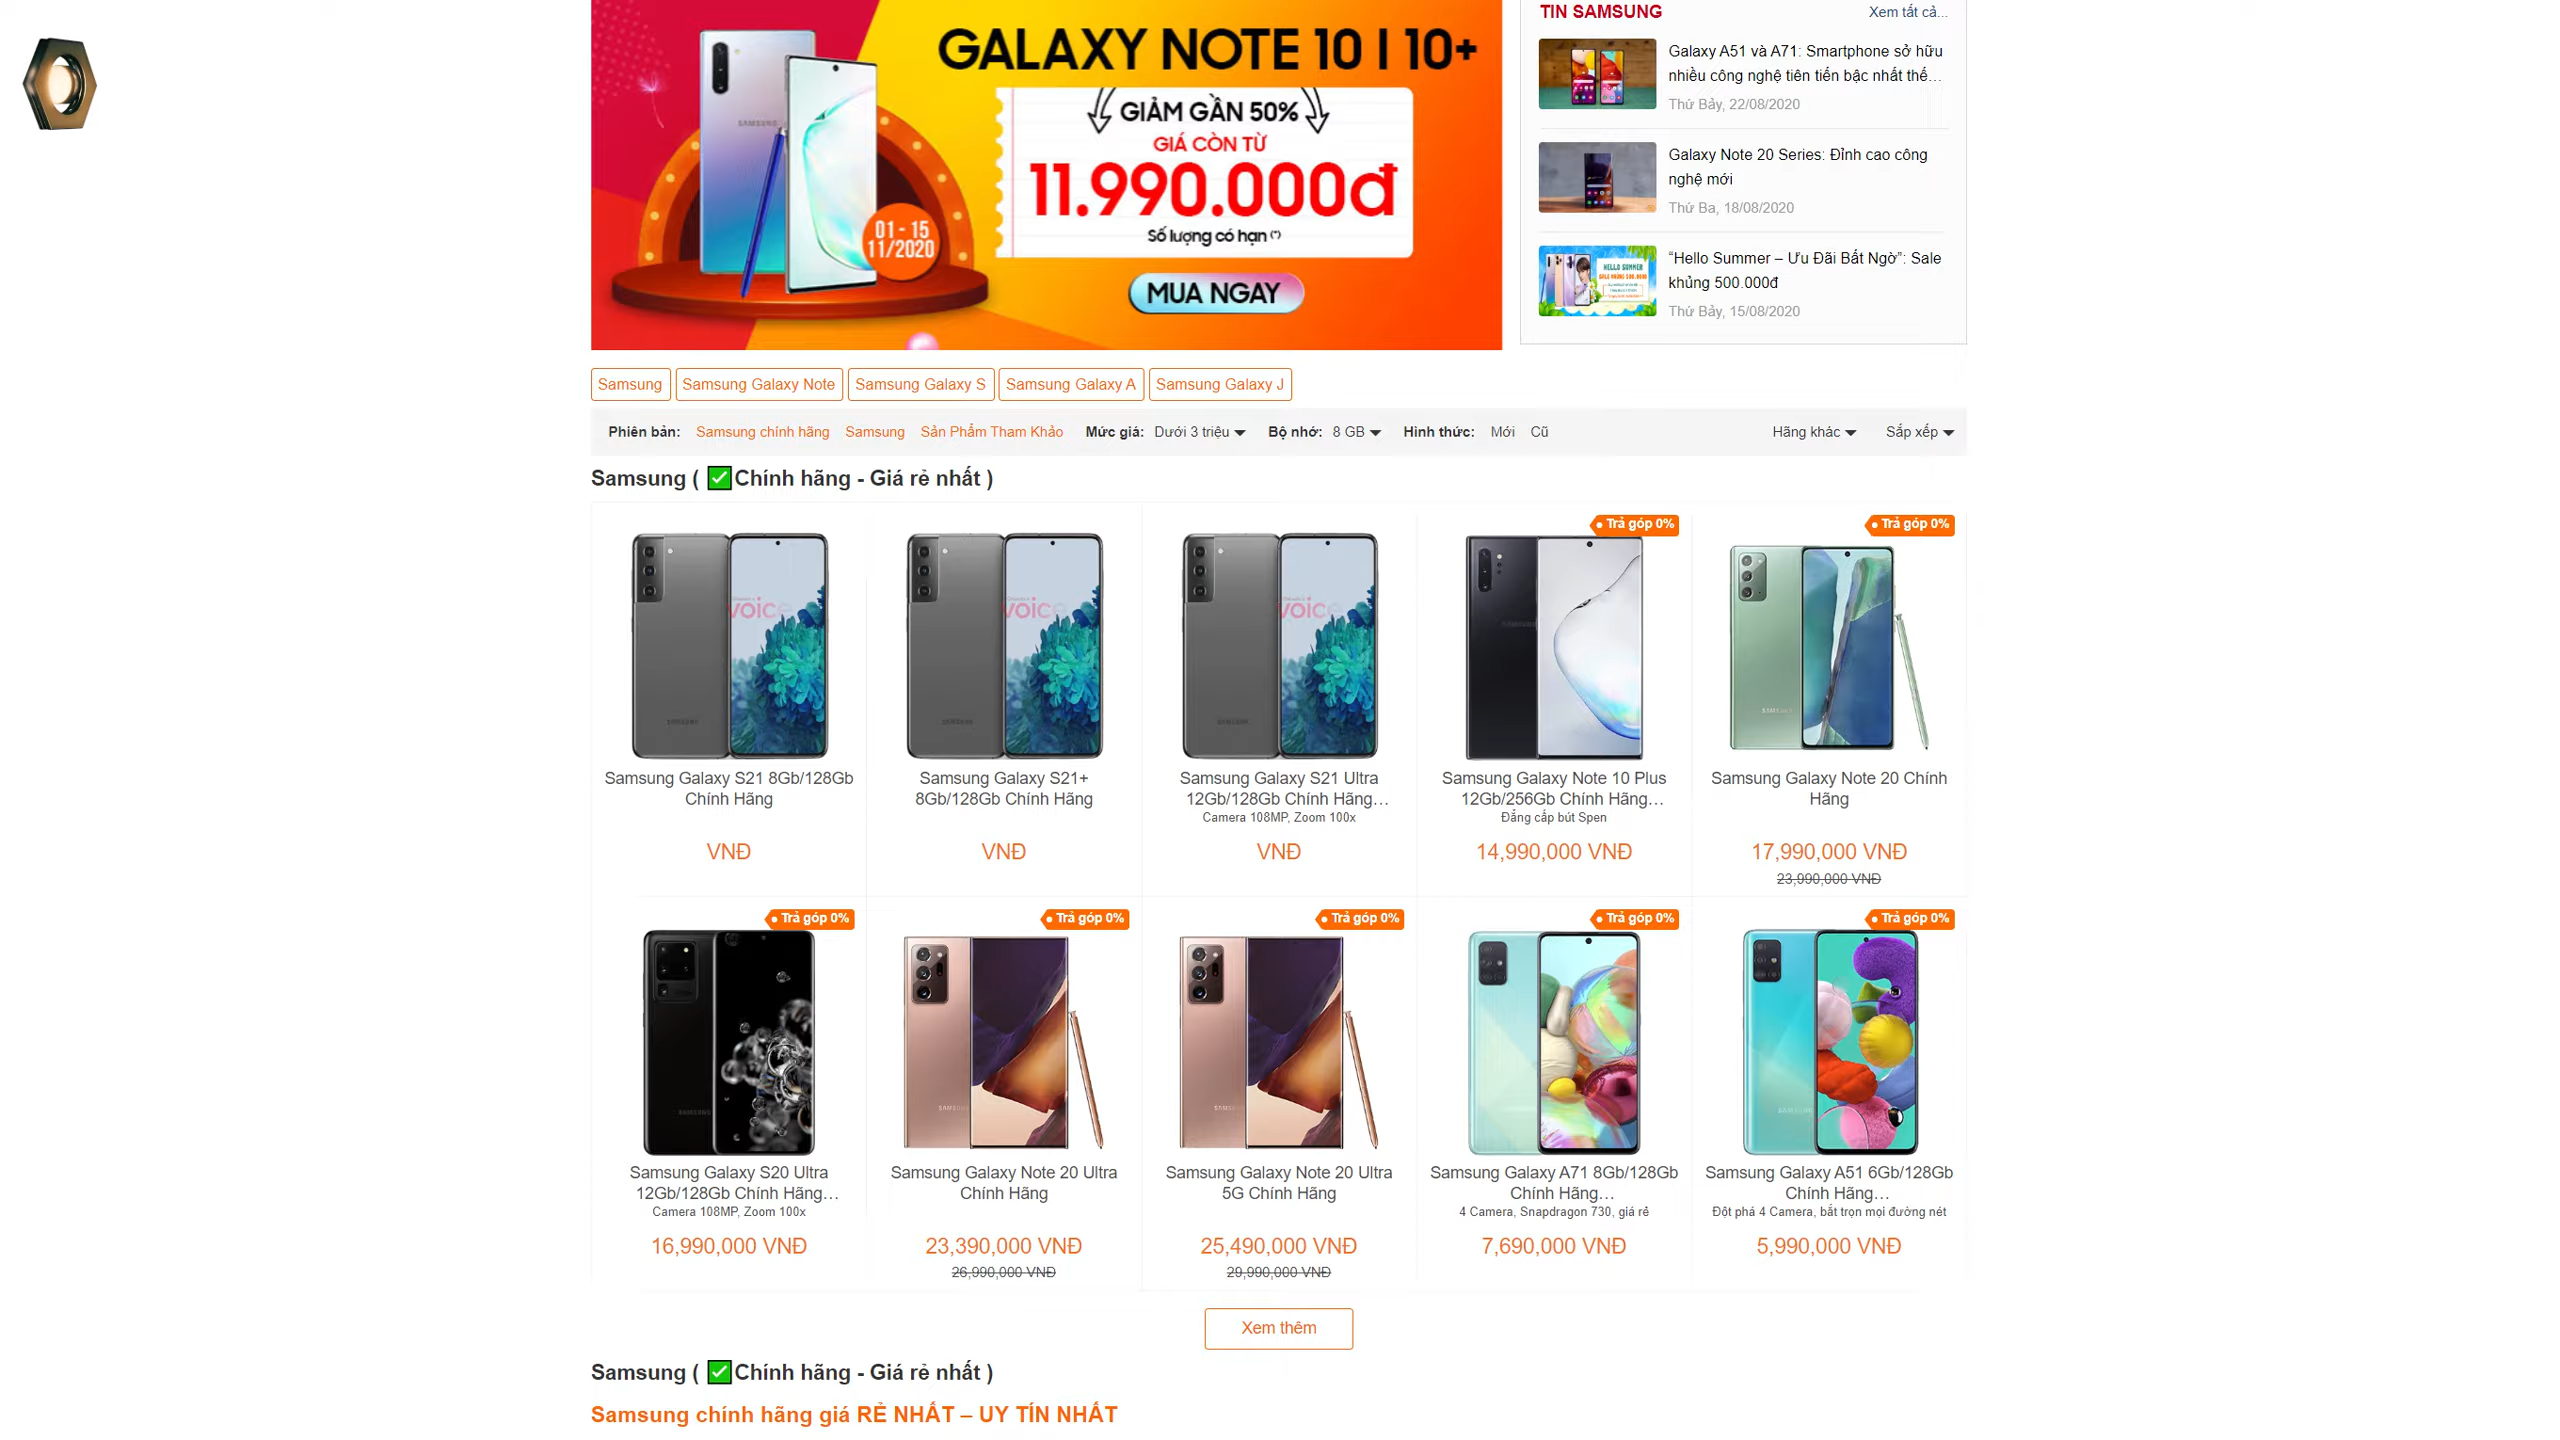 GALAXY NOTE 10 I 10+
GIẢM GẦN 50%
GIÁ CÒN TỪ
11.990.000đ
Số lượng có hạn (*)
SAMSUNG
01 - 15
11/2020
MUA NGAY
TIN SAMSUNG
Xem tất cả...
Galaxy A51 và A71: Smartphone sở hữu
nhiều công nghệ tiên tiến bậc nhất thế…
Thứ Bảy, 22/08/2020
Galaxy Note 20 Series: Đỉnh cao công
nghệ mới
Thứ Ba, 18/08/2020
HELLO SUMMER
“Hello Summer – Ưu Đãi Bất Ngờ”: Sale
khủng 500.000đ
Thứ Bảy, 15/08/2020
Samsung
Samsung Galaxy Note
Samsung Galaxy S
Samsung Galaxy A
Samsung Galaxy J
Phiên bản: Samsung chính hãng Samsung Sản Phẩm Tham Khảo Mức giá: Dưới 3 triệu Bộ nhớ: 8 GB Hình thức: Mới Cũ Hãng khác Sắp xếp
Samsung ( ✅Chính hãng - Giá rẻ nhất )
voice
SAMSUNG
Samsung Galaxy S21 8Gb/128Gb
Chính Hãng
VNĐ
voice
SAMSUNG
Samsung Galaxy S21+
8Gb/128Gb Chính Hãng
VNĐ
voice
SAMSUNG
Samsung Galaxy S21 Ultra
12Gb/128Gb Chính Hãng…
Camera 108MP, Zoom 100x
VNĐ
Trả góp 0%
SAMSUNG
Samsung Galaxy Note 10 Plus
12Gb/256Gb Chính Hãng…
Đẳng cấp bút Spen
14,990,000 VNĐ
Trả góp 0%
SAMSUNG
Samsung Galaxy Note 20 Chính
Hãng
17,990,000 VNĐ
23,990,000 VNĐ
Trả góp 0%
SAMSUNG
Samsung Galaxy S20 Ultra
12Gb/128Gb Chính Hãng…
Camera 108MP, Zoom 100x
16,990,000 VNĐ
Trả góp 0%
SAMS
Samsung Galaxy Note 20 Ultra
Chính Hãng
23,390,000 VNĐ
26,990,000 VNĐ
Trả góp 0%
SAMS
Samsung Galaxy Note 20 Ultra
5G Chính Hãng
25,490,000 VNĐ
29,990,000 VNĐ
Trả góp 0%
Samsung Galaxy A71 8Gb/128Gb
Chính Hãng…
4 Camera, Snapdragon 730, giá rẻ
7,690,000 VNĐ
Trả góp 0%
SAMSUNG
Samsung Galaxy A51 6Gb/128Gb
Chính Hãng…
Đột phá 4 Camera, bắt trọn mọi đường nét
5,990,000 VNĐ
Xem thêm
Samsung ( ✅Chính hãng - Giá rẻ nhất )
Samsung chính hãng giá RẺ NHẤT – UY TÍN NHẤT